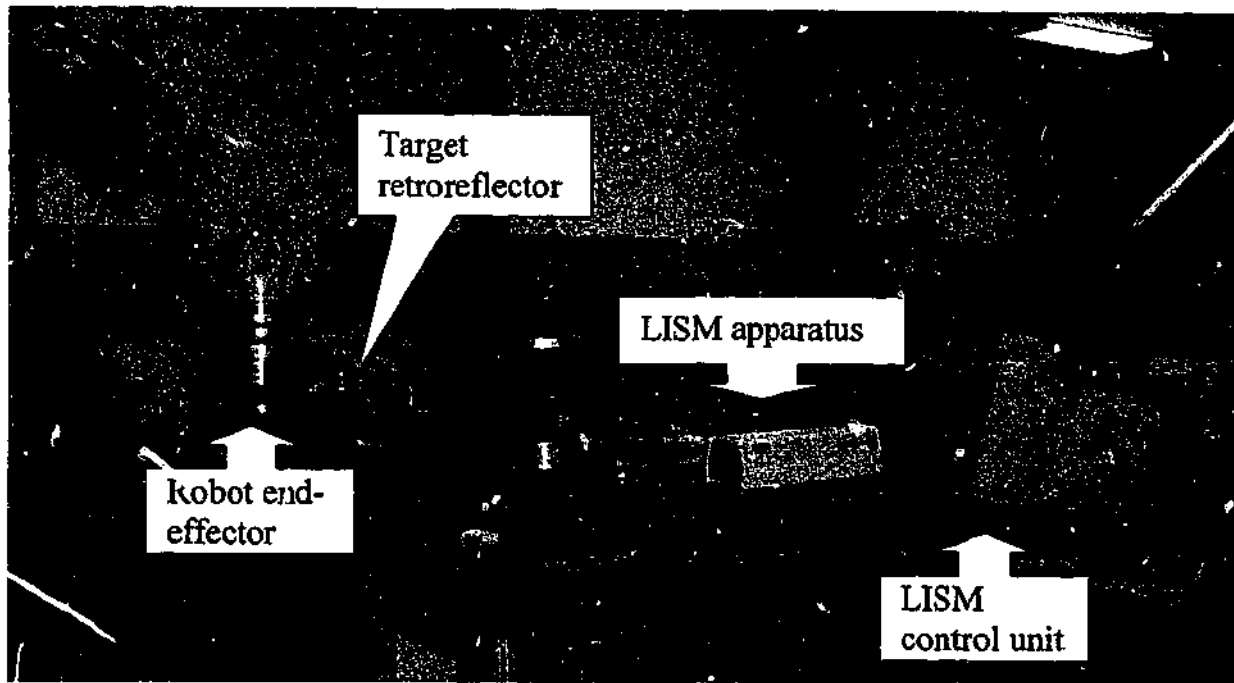 Target
retroreflector
LISM apparatus
Robot end-
effector
LISM
control unit